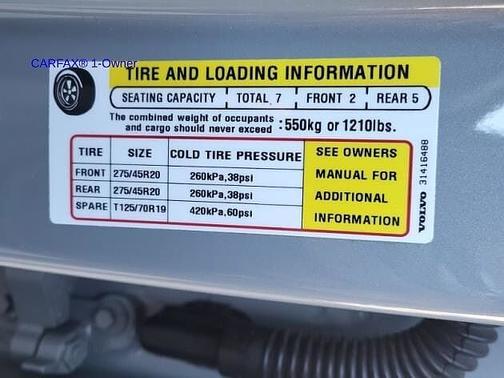 CARFAX® 1-Owner
TIRE AND LOADING INFORMATION
SEATING CAPACITY TOTAL 7 FRONT 2 REAR 5
The combined weight of occupants and cargo should never exceed : 550kg or 1210lbs.
TIRE SIZE COLD TIRE PRESSURE
FRONT 275/45R20 260kPa,38psi
REAR 275/45R20 260kPa,38psi
SPARE T125/70R19 420kPa,60psi
SEE OWNERS
MANUAL FOR
ADDITIONAL
INFORMATION
VOLVO 31416488